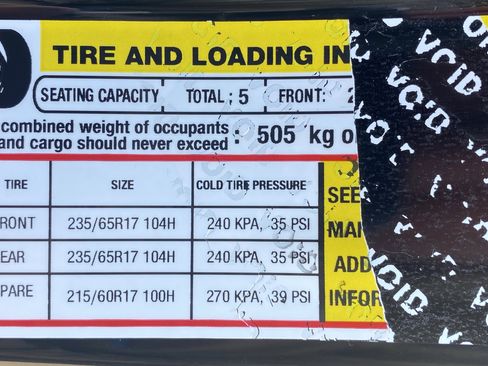 TIRE AND LOADING IN
SEATING CAPACITY TOTAL : 5 FRONT: 2
combined weight of occupants : 505 kg o
and cargo should never exceed
TIRE SIZE COLD TIRE PRESSURE
RONT 235/65R17 104H 240 KPA, 35 PSI
EAR 235/65R17 104H 240 KPA, 35 PSI
PARE 215/60R17 100H 270 KPA, 39 PSI
SEE
MAN
ADD
INFOR
VOID
VOID
VOID
VOID